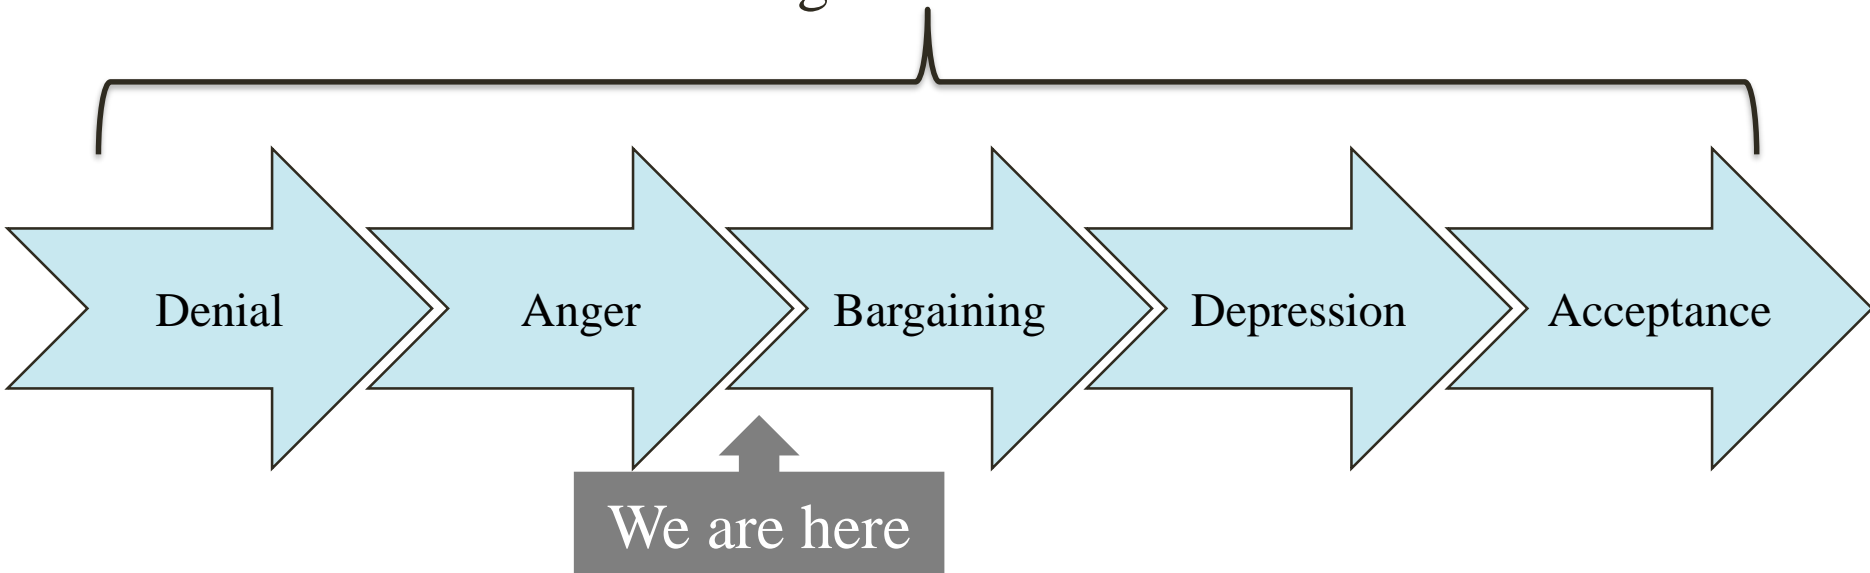 Denial
Anger
Bargaining
Depression
Acceptance
We are here